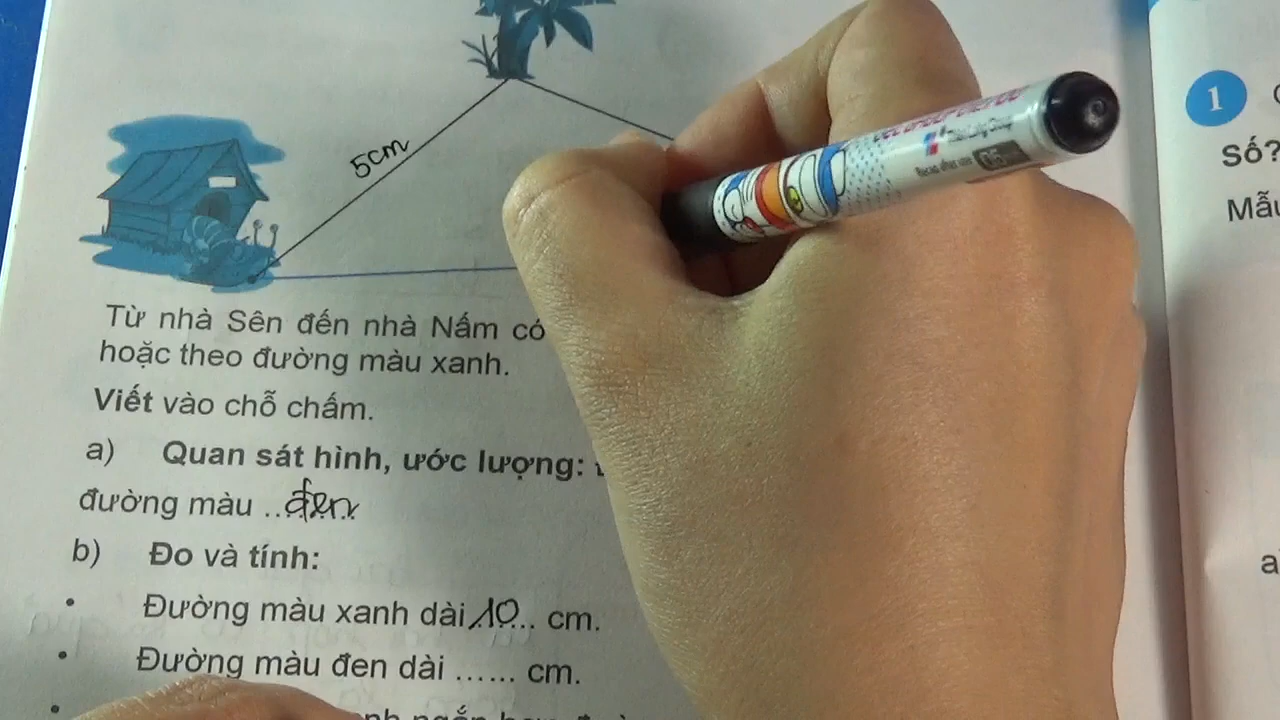 5cm
1
Số?
Từ nhà Sên đến nhà Nấm có
hoặc theo đường màu xanh.
Viết vào chỗ chấm.
a) Quan sát hình, ước lượng:
đường màu ..đen
b) Đo và tính:
• Đường màu xanh dài 10.. cm.
• Đường màu đen dài ...... cm.